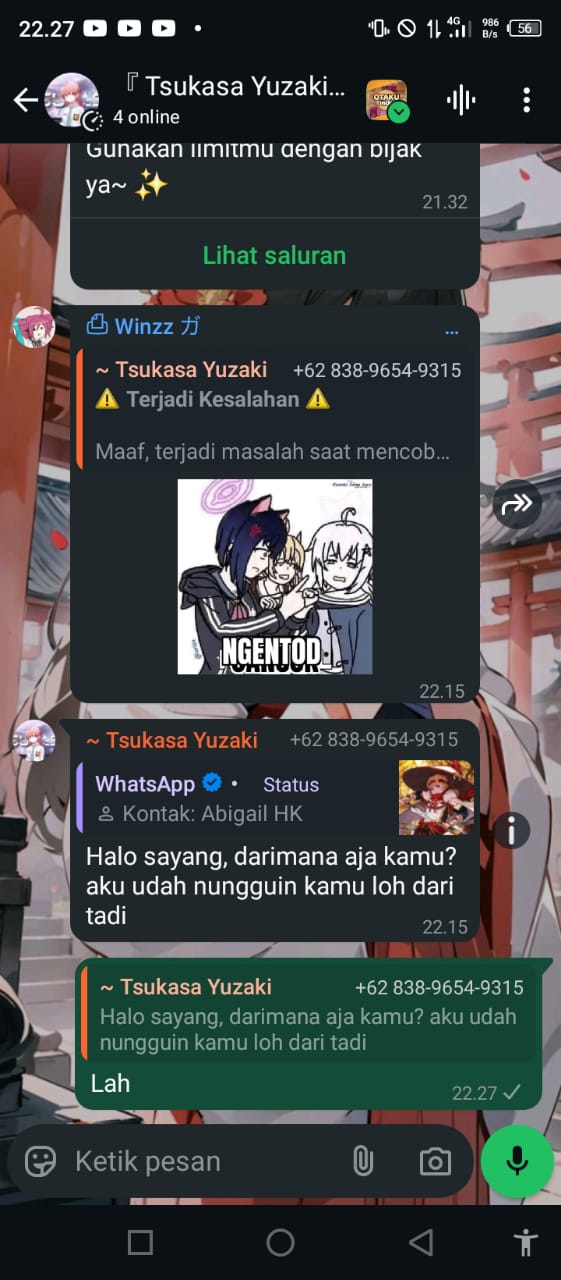 22.27
4G
986
B/s
56
『 Tsukasa Yuzaki...
4 online
OTAKU
Gunakan limitmu dengan bijak
ya~ ✨
21.32
Lihat saluran
Winzz ガ
...
~ Tsukasa Yuzaki +62 838-9654-9315
⚠️ Terjadi Kesalahan ⚠️
Maaf, terjadi masalah saat mencob...
NGENTOD
22.15
~ Tsukasa Yuzaki +62 838-9654-9315
WhatsApp • Status
Kontak: Abigail HK
Halo sayang, darimana aja kamu?
aku udah nungguin kamu loh dari
tadi
22.15
~ Tsukasa Yuzaki +62 838-9654-9315
Halo sayang, darimana aja kamu? aku udah
nungguin kamu loh dari tadi
Lah
22.27
Ketik pesan